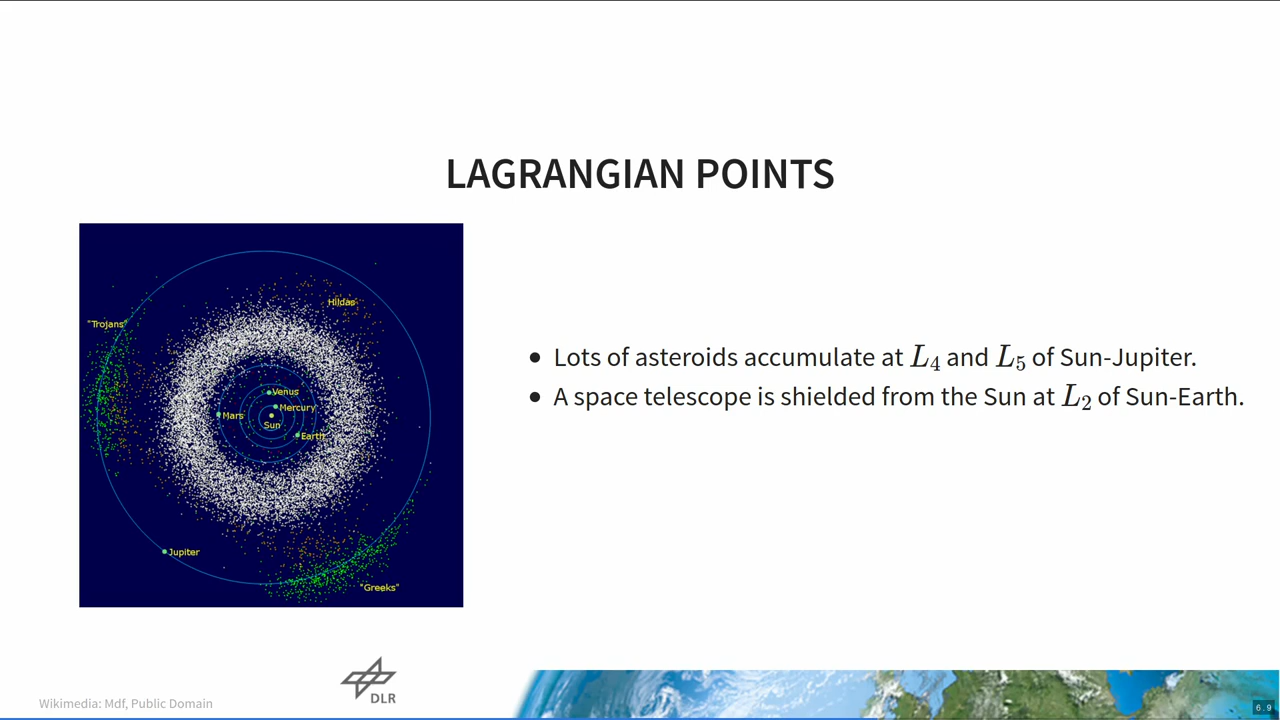 LAGRANGIAN POINTS
Hildas
"Trojans"
Venus
Mercury
Mars
Sun
Earth
Jupiter
"Greeks"
• Lots of asteroids accumulate at L₄ and L₅ of Sun-Jupiter.
• A space telescope is shielded from the Sun at L₂ of Sun-Earth.
DLR
Wikimedia: Mdf, Public Domain
6.9